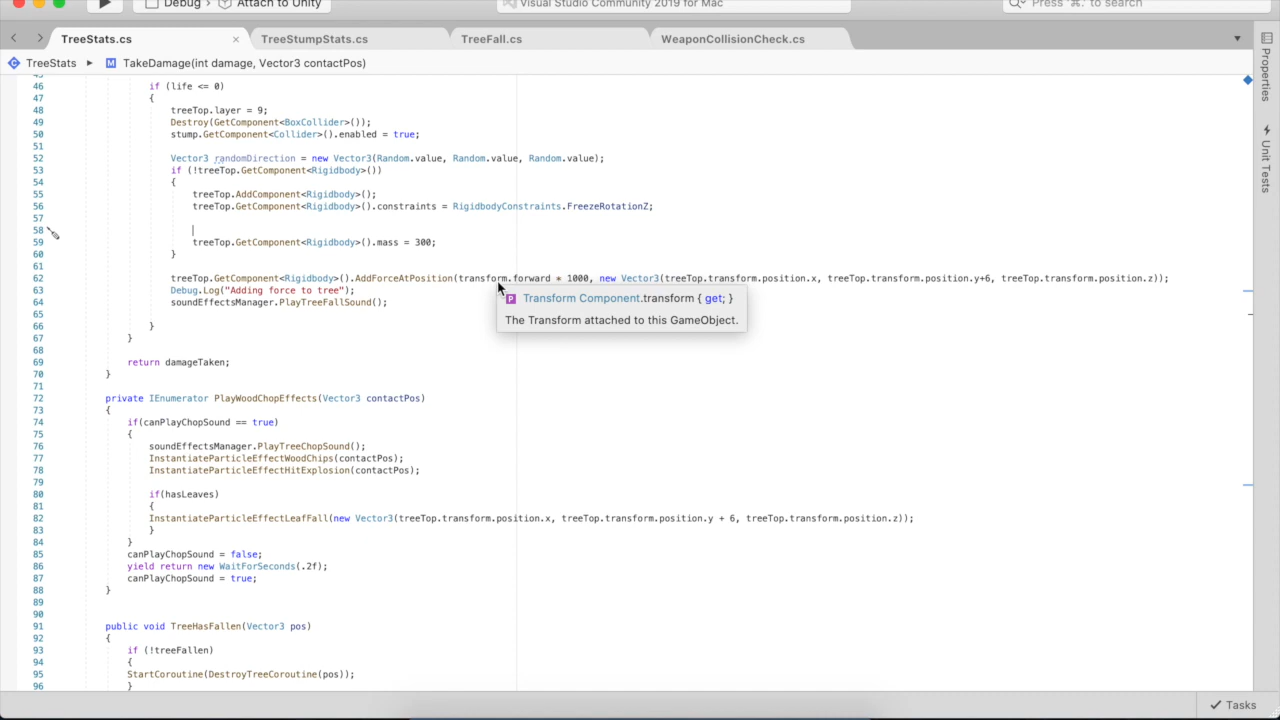 Debug
Attach to Unity
Visual Studio Community 2019 for Mac
Press '⌘.' to search
TreeStats.cs
TreeStumpStats.cs
TreeFall.cs
WeaponCollisionCheck.cs
TreeStats
M TakeDamage(int damage, Vector3 contactPos)
46 if (life <= 0)
47 {
48 treeTop.layer = 9;
49 Destroy(GetComponent<BoxCollider>());
50 stump.GetComponent<Collider>().enabled = true;
51
52 Vector3 randomDirection = new Vector3(Random.value, Random.value, Random.value);
53 if (!treeTop.GetComponent<Rigidbody>())
54 {
55 treeTop.AddComponent<Rigidbody>();
56 treeTop.GetComponent<Rigidbody>().constraints = RigidbodyConstraints.FreezeRotationZ;
57
58
59 treeTop.GetComponent<Rigidbody>().mass = 300;
60 }
61
62 treeTop.GetComponent<Rigidbody>().AddForceAtPosition(transform.forward * 1000, new Vector3(treeTop.transform.position.x, treeTop.transform.position.y+6, treeTop.transform.position.z));
63 Debug.Log("Adding force to tree");
64 soundEffectsManager.PlayTreeFallSound();
65
66 }
67 }
68
69 return damageTaken;
70 }
71
72 private IEnumerator PlayWoodChopEffects(Vector3 contactPos)
73 {
74 if(canPlayChopSound == true)
75 {
76 soundEffectsManager.PlayTreeChopSound();
77 InstantiateParticleEffectWoodChips(contactPos);
78 InstantiateParticleEffectHitExplosion(contactPos);
79
80 if(hasLeaves)
81 {
82 InstantiateParticleEffectLeafFall(new Vector3(treeTop.transform.position.x, treeTop.transform.position.y + 6, treeTop.transform.position.z));
83 }
84 }
85 canPlayChopSound = false;
86 yield return new WaitForSeconds(.2f);
87 canPlayChopSound = true;
88 }
89
90
91 public void TreeHasFallen(Vector3 pos)
92 {
93 if (!treeFallen)
94 {
95 StartCoroutine(DestroyTreeCoroutine(pos));
96 }
P Transform Component.transform { get; }
The Transform attached to this GameObject.
Properties
Unit Tests
Tasks